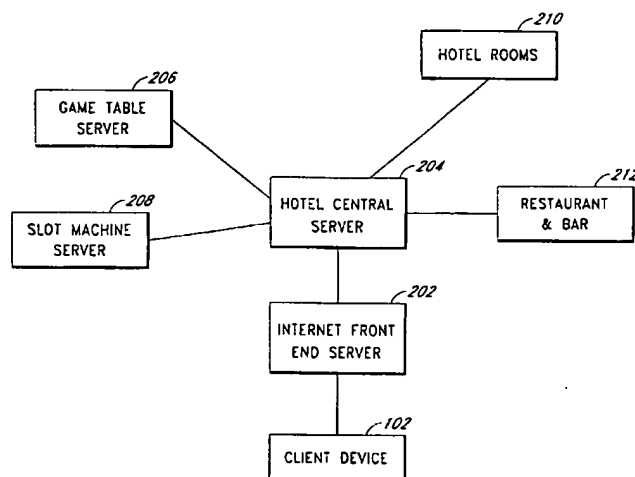 210
HOTEL ROOMS
206
GAME TABLE
SERVER
204
HOTEL CENTRAL
SERVER
212
RESTAURANT
& BAR
208
SLOT MACHINE
SERVER
202
INTERNET FRONT
END SERVER
102
CLIENT DEVICE